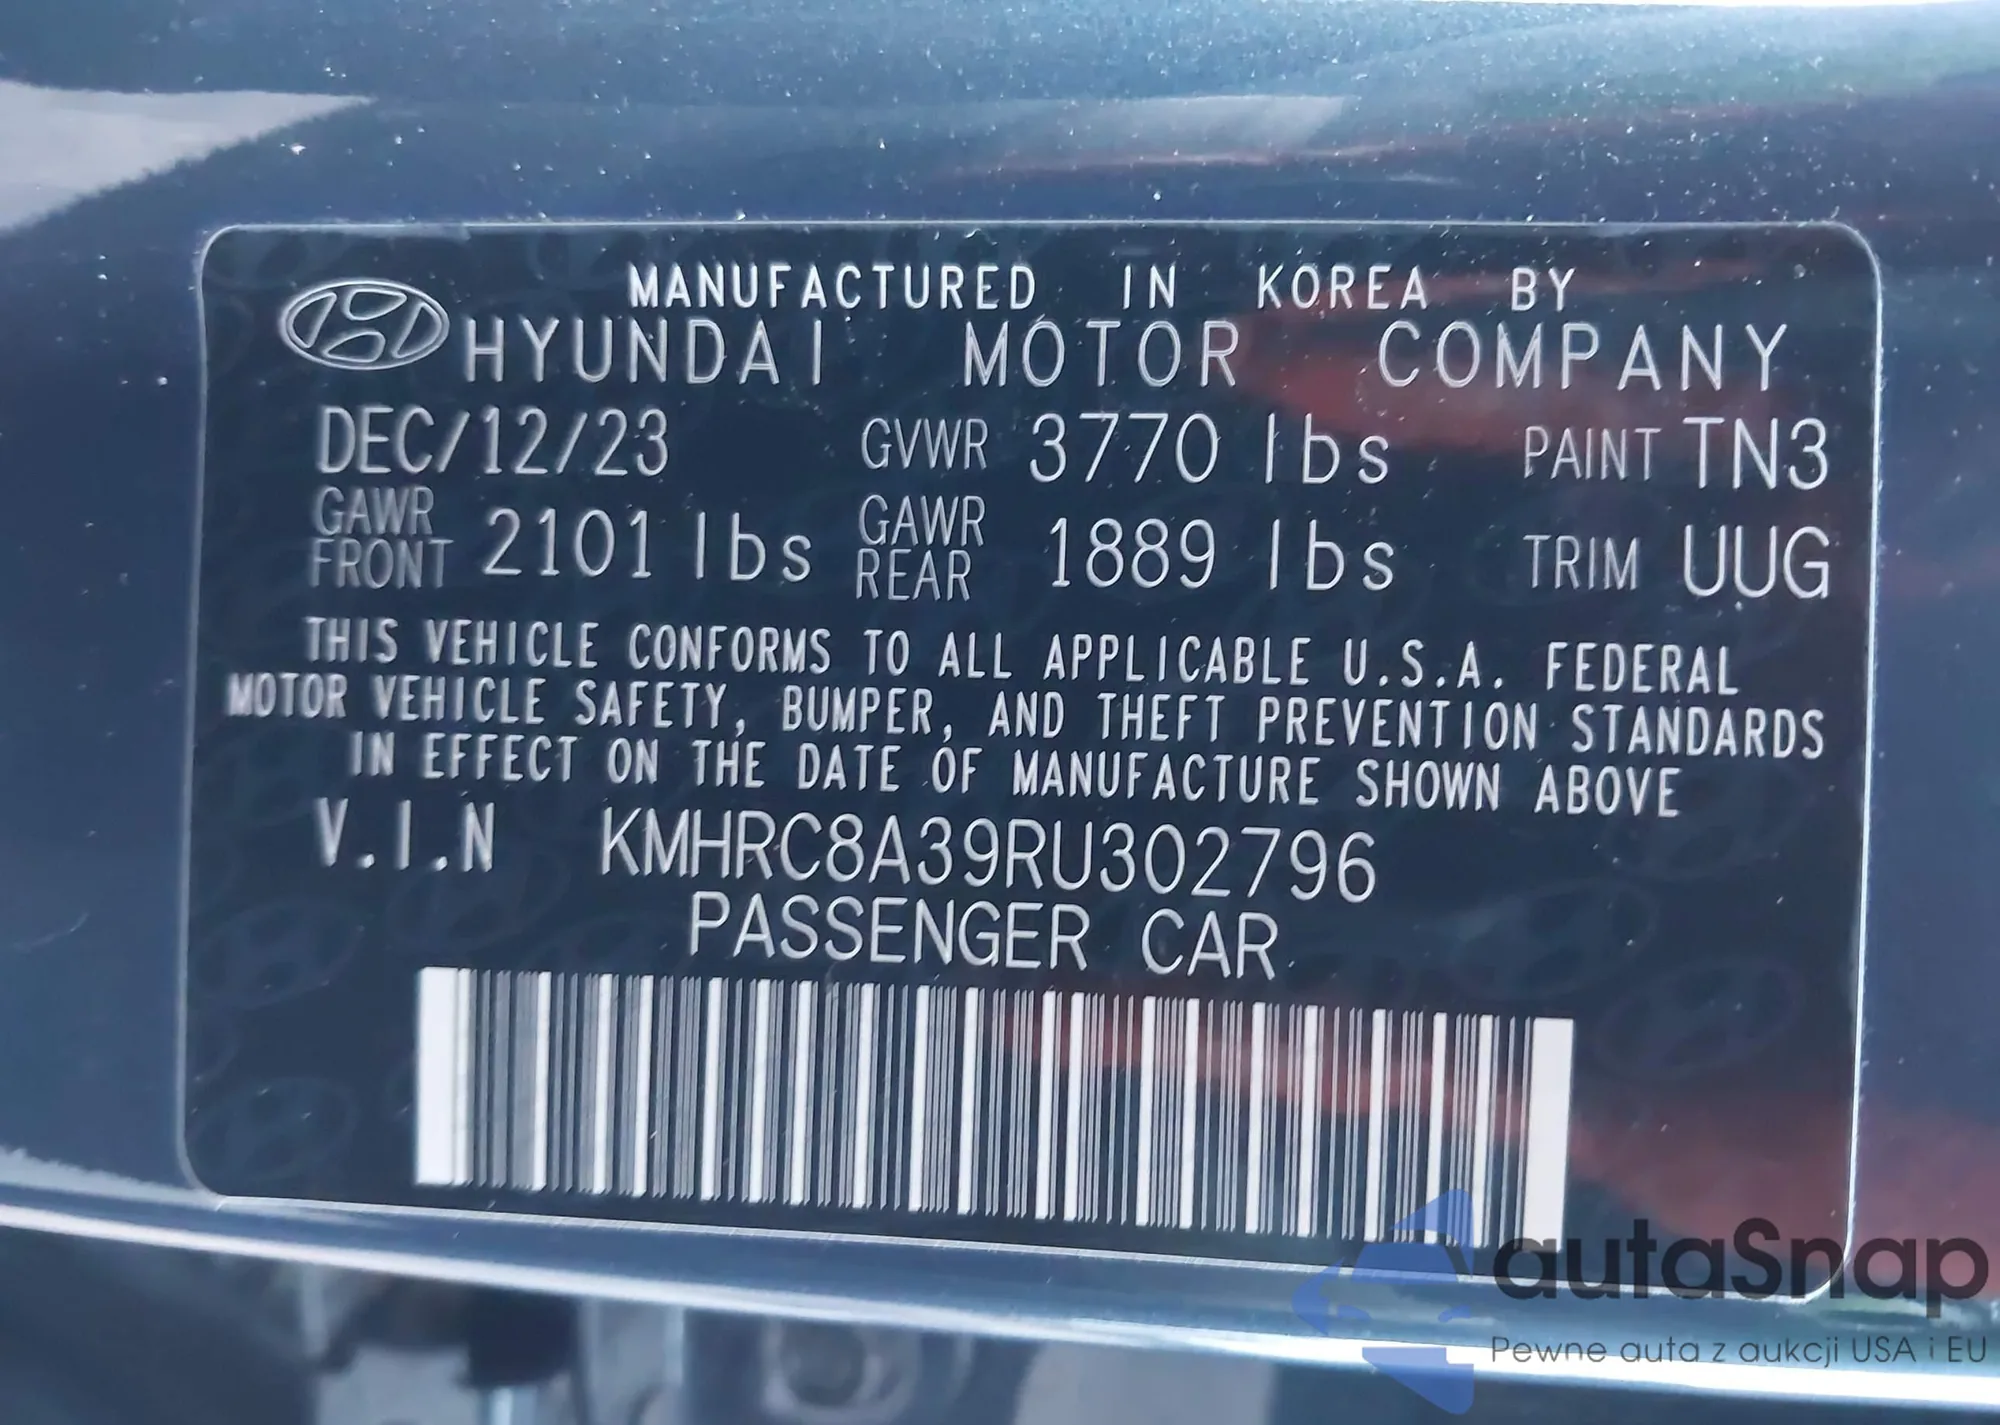 MANUFACTURED IN KOREA BY
HYUNDAI MOTOR COMPANY
DEC/12/23 GVWR 3770 lbs PAINT TN3
GAWR FRONT 2101 lbs GAWR REAR 1889 lbs TRIM UUG
THIS VEHICLE CONFORMS TO ALL APPLICABLE U.S.A. FEDERAL
MOTOR VEHICLE SAFETY, BUMPER, AND THEFT PREVENTION STANDARDS
IN EFFECT ON THE DATE OF MANUFACTURE SHOWN ABOVE
V.I.N KMHRC8A39RU302796
PASSENGER CAR
autaSnap
Pewne auta z aukcji USA i EU